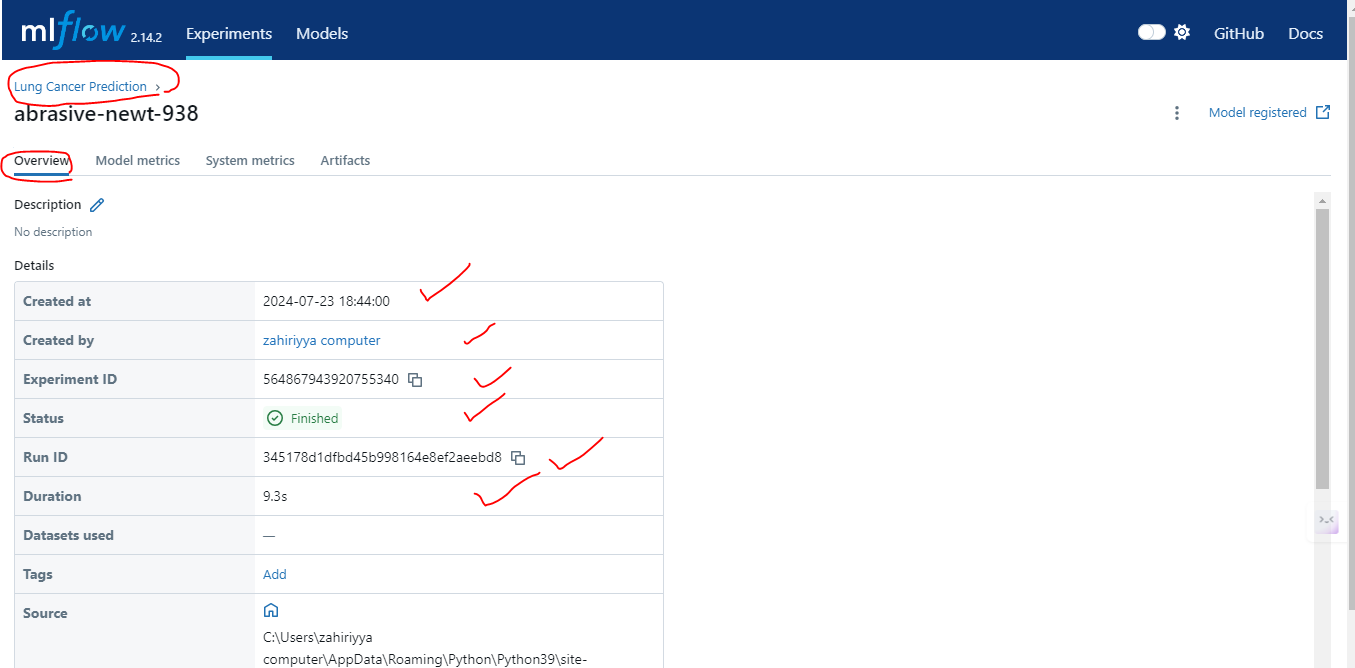 mlflow 2.14.2 Experiments Models GitHub Docs
Lung Cancer Prediction >
abrasive-newt-938
Model registered
Overview Model metrics System metrics Artifacts
Description
No description
Details
Created at 2024-07-23 18:44:00
Created by zahiriyya computer
Experiment ID 564867943920755340
Status Finished
Run ID 345178d1dfbd45b998164e8ef2aeebd8
Duration 9.3s
Datasets used —
Tags Add
Source
C:\Users\zahiriyya
computer\AppData\Roaming\Python\Python39\site-